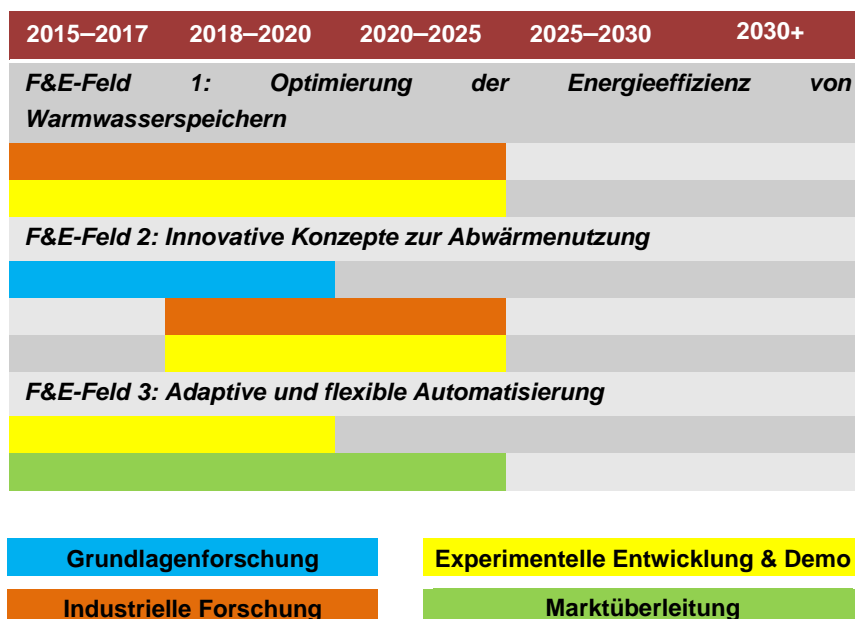 2015–2017 2018–2020 2020–2025 2025–2030 2030+
F&E-Feld 1: Optimierung der Energieeffizienz von
Warmwasserspeichern
F&E-Feld 2: Innovative Konzepte zur Abwärmenutzung
F&E-Feld 3: Adaptive und flexible Automatisierung
Grundlagenforschung Experimentelle Entwicklung & Demo
Industrielle Forschung Marktüberleitung